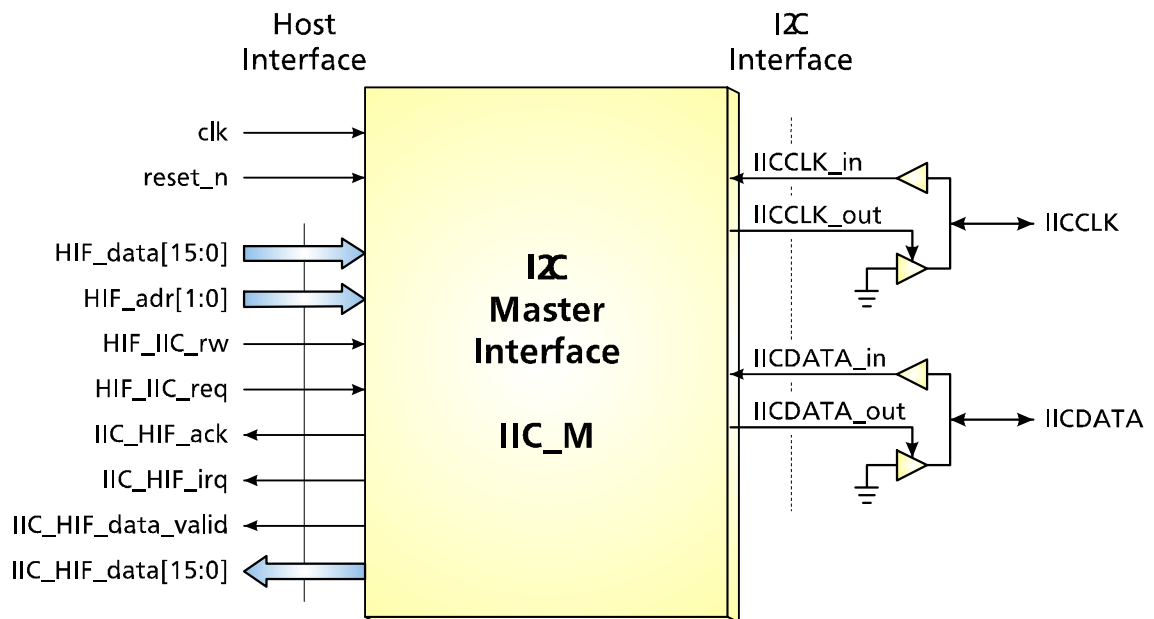 Host
Interface
I2C
Interface
clk
reset_n
HIF_data[15:0]
HIF_adr[1:0]
HIF_IIC_rw
HIF_IIC_req
IIC_HIF_ack
IIC_HIF_irq
IIC_HIF_data_valid
IIC_HIF_data[15:0]
I2C
Master
Interface
IIC_M
IICCLK_in
IICCLK_out
IICCLK
IICDATA_in
IICDATA_out
IICDATA